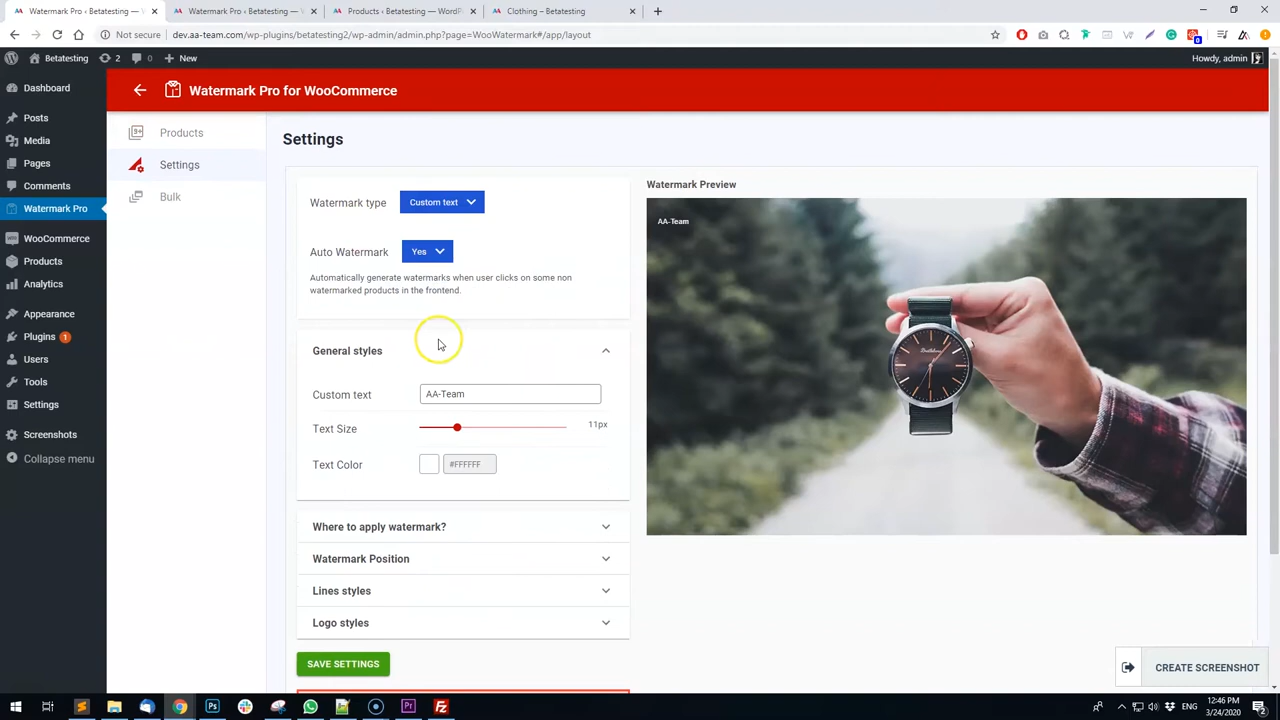 Watermark Pro ‹ Betatesting — W
Watermark Pro ‹ Betatesting — W
Products ‹ Betatesting — WordP
Clothing – Betatesting
Not secure
dev.aa-team.com/wp-plugins/betatesting2/wp-admin/admin.php?page=WooWatermark#/app/layout
Betatesting
2
0
New
Howdy, admin
Dashboard
Posts
Media
Pages
Comments
Watermark Pro
WooCommerce
Products
Analytics
Appearance
Plugins 1
Users
Tools
Settings
Screenshots
Collapse menu
Watermark Pro for WooCommerce
Products
Settings
Bulk
Settings
Watermark type
Custom text
Auto Watermark
Yes
Automatically generate watermarks when user clicks on some non
watermarked products in the frontend.
General styles
Custom text
AA-Team
Text Size
11px
Text Color
#FFFFFF
Where to apply watermark?
Watermark Position
Lines styles
Logo styles
SAVE SETTINGS
Watermark Preview
AA-Team
CREATE SCREENSHOT
ENG
12:46 PM
3/24/2020